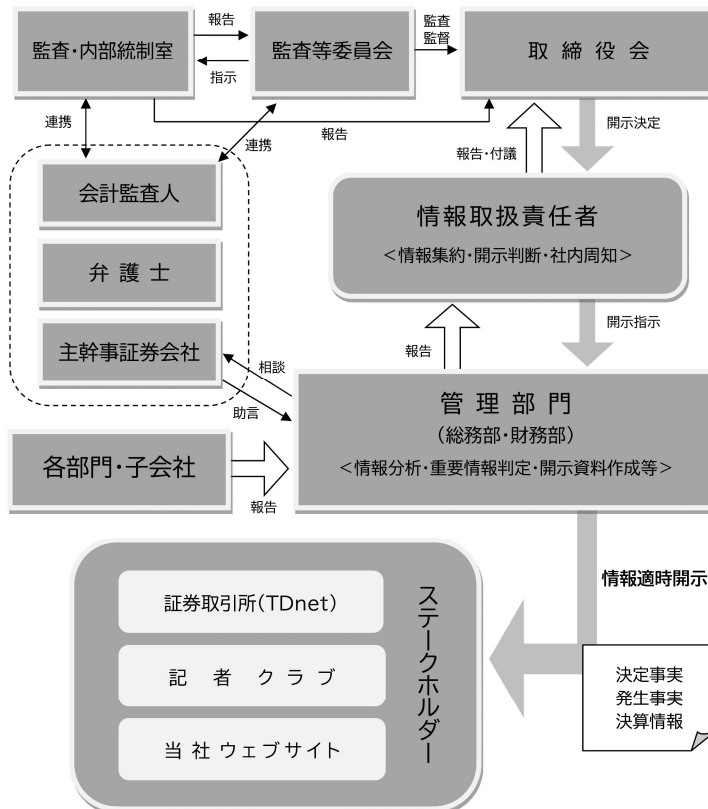 監査・内部統制室
報告
指示
監査等委員会
監査
監督
取締役会
連携
連携
報告
報告・付議
開示決定
会計監査人
弁護士
主幹事証券会社
情報取扱責任者
＜情報集約・開示判断・社内周知＞
報告
開示指示
相談
助言
管理部門
（総務部・財務部）
＜情報分析・重要情報判定・開示資料作成等＞
各部門・子会社
報告
情報適時開示
証券取引所（TDnet）
記者クラブ
当社ウェブサイト
ステークホルダー
決定事実
発生事実
決算情報